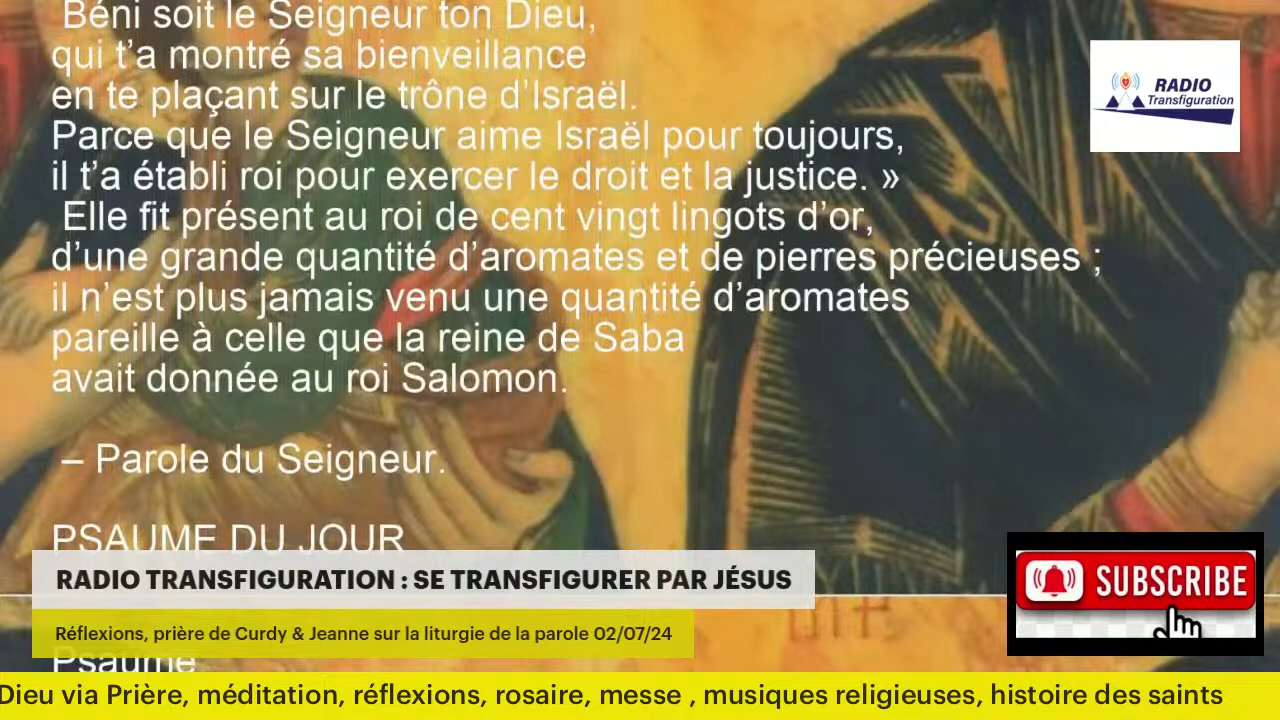 Béni soit le Seigneur ton Dieu,
qui t’a montré sa bienveillance
en te plaçant sur le trône d’Israël.
Parce que le Seigneur aime Israël pour toujours,
il t’a établi roi pour exercer le droit et la justice. »
Elle fit présent au roi de cent vingt lingots d’or,
d’une grande quantité d’aromates et de pierres précieuses ;
il n’est plus jamais venu une quantité d’aromates
pareille à celle que la reine de Saba
avait donnée au roi Salomon.
– Parole du Seigneur.
PSAUME DU JOUR
Psaume
RADIO
Transfiguration
RADIO TRANSFIGURATION : SE TRANSFIGURER PAR JÉSUS
Réflexions, prière de Curdy & Jeanne sur la liturgie de la parole 02/07/24
SUBSCRIBE
Dieu via Prière, méditation, réflexions, rosaire, messe , musiques religieuses, histoire des saints